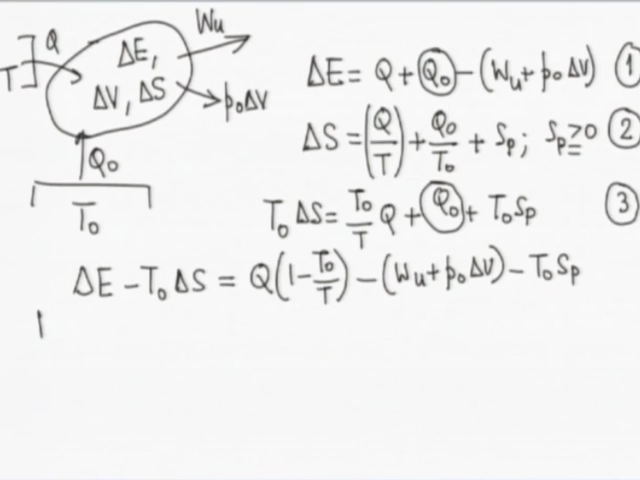 Q
Wu
T
ΔE,
ΔV, ΔS
p₀ΔV
Q₀
T₀
ΔE = Q + Q₀ − (Wu + p₀ΔV) ①
ΔS = (Q/T) + Q₀/T₀ + Sp; Sp ≥ 0 ②
T₀ΔS = T₀/T Q + Q₀ + T₀Sp ③
ΔE − T₀ΔS = Q(1 − T₀/T) − (Wu + p₀ΔV) − T₀Sp